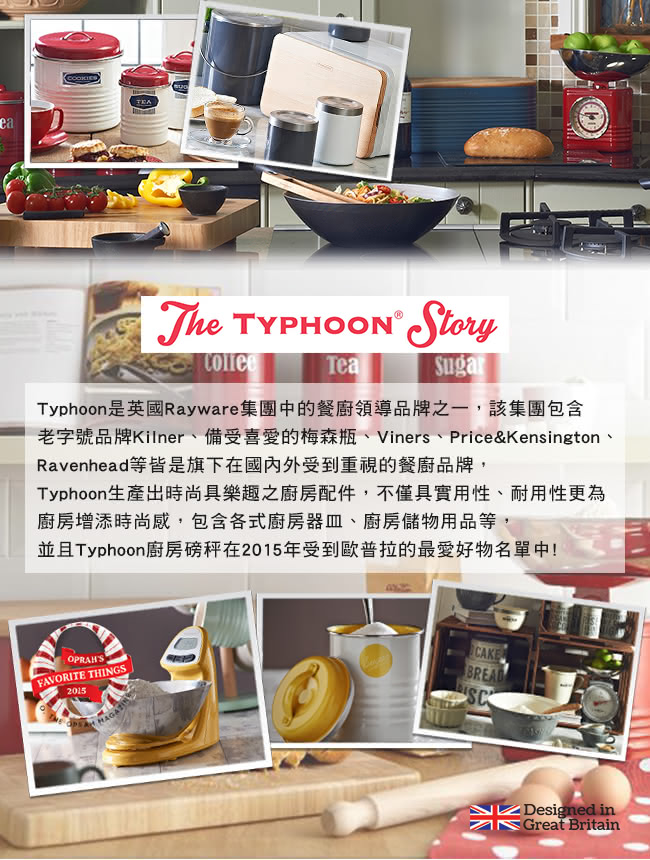 COOKIES
TEA
SUG
ea
The TYPHOON® Story
Coffee
Tea
Sugar
Typhoon是英國Rayware集團中的餐廚領導品牌之一，該集團包含
老字號品牌Kilner、備受喜愛的梅森瓶、Viners、Price&Kensington、
Ravenhead等皆是旗下在國內外受到重視的餐廚品牌，
Typhoon生產出時尚具樂趣之廚房配件，不僅具實用性、耐用性更為
廚房增添時尚感，包含各式廚房器皿、廚房儲物用品等，
並且Typhoon廚房磅秤在2015年受到歐普拉的最愛好物名單中!
OPRAH'S
FAVORITE THINGS
2015
THE OPRAH MAGAZINE
CAKE
BREAD
Designed in
Great Britain